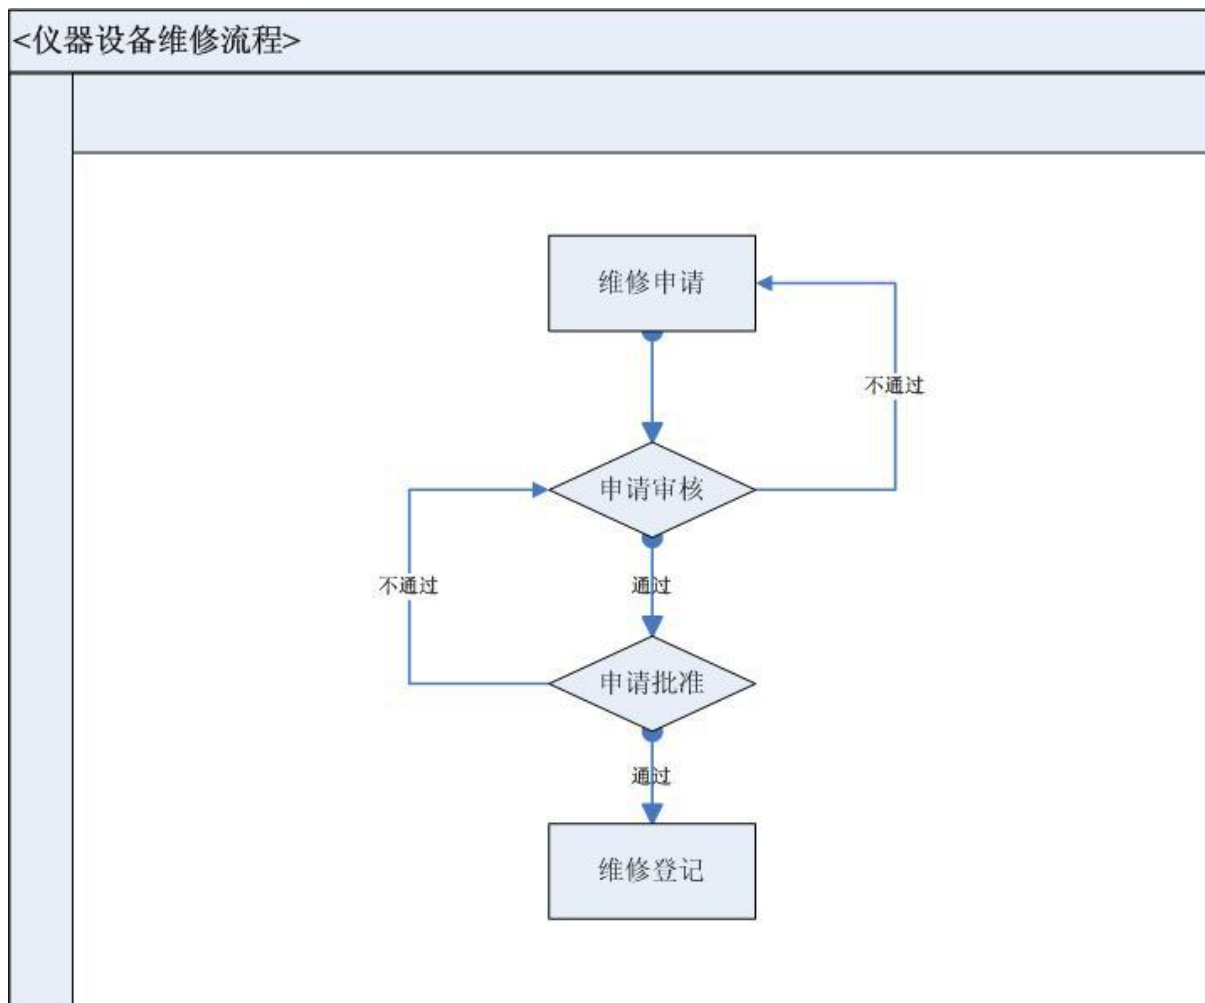 <仪器设备维修流程>
维修申请
不通过
申请审核
不通过
通过
申请批准
通过
维修登记